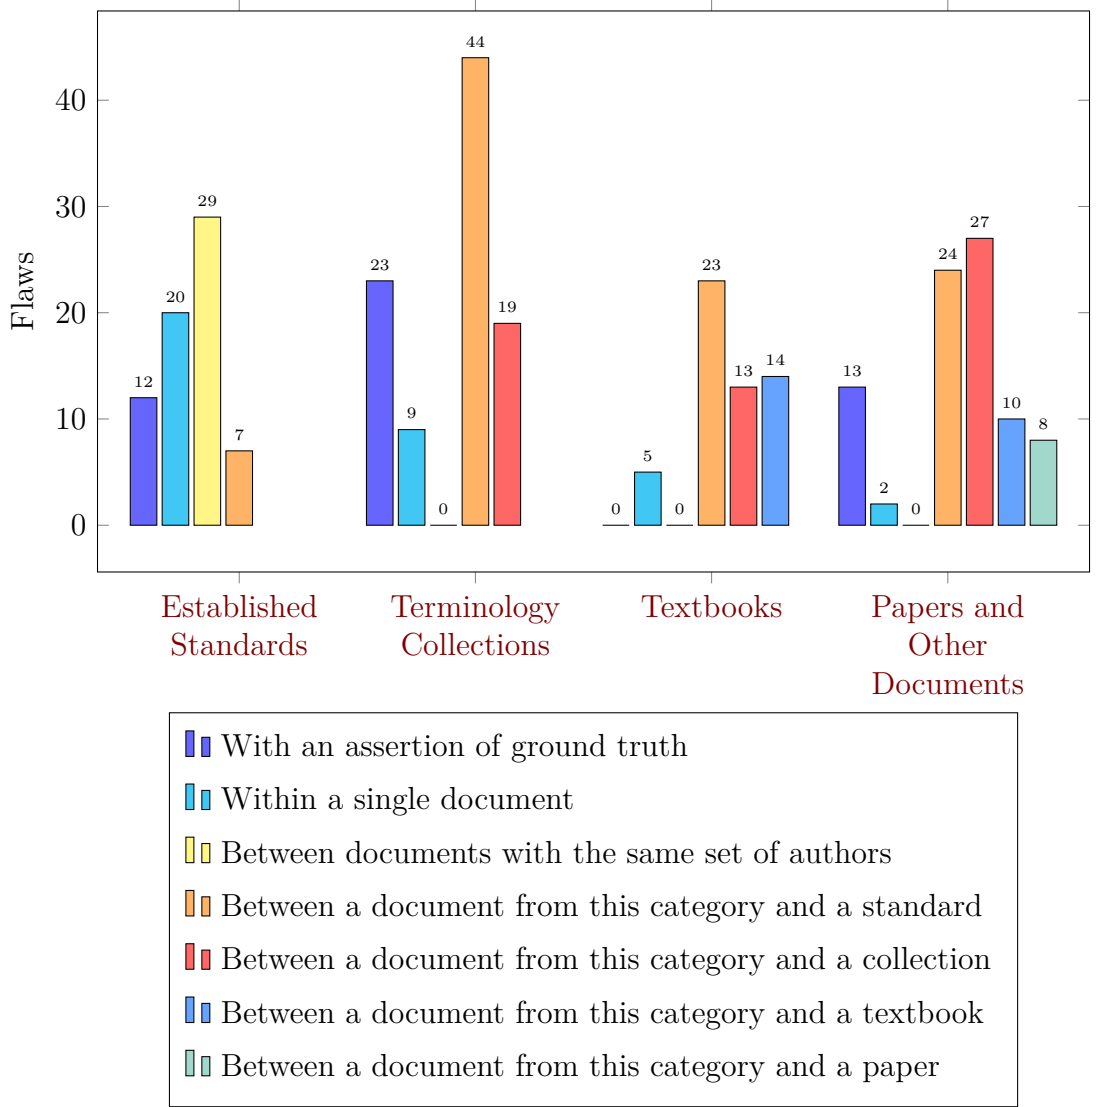 44
40
30
29
27
24
23
23
20
20
19
14
13
13
12
10
10
9
8
7
5
2
0
0
0
0
0
Flaws
Established
Standards
Terminology
Collections
Textbooks
Papers and
Other
Documents
With an assertion of ground truth
Within a single document
Between documents with the same set of authors
Between a document from this category and a standard
Between a document from this category and a collection
Between a document from this category and a textbook
Between a document from this category and a paper